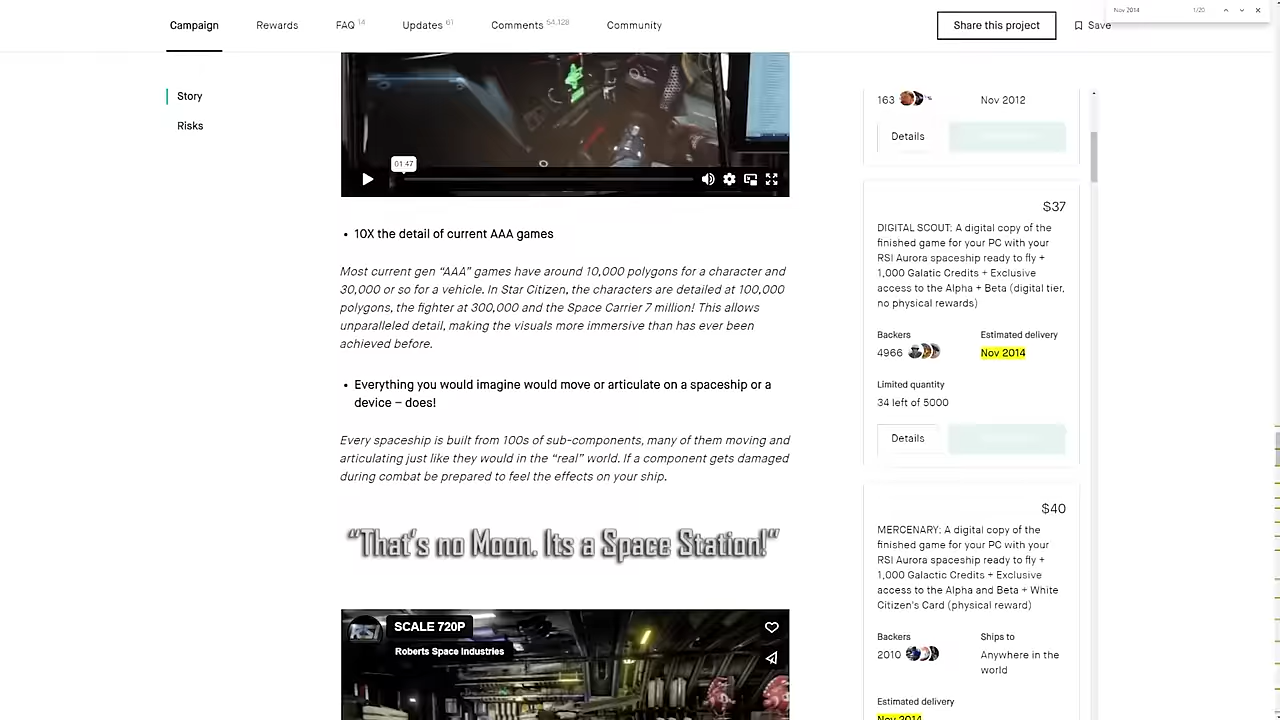 Campaign
Rewards
FAQ 14
Updates 61
Comments 54,128
Community
Share this project
Save
Nov 2014
1/20
Story
Risks
01:47
• 10X the detail of current AAA games
Most current gen “AAA” games have around 10,000 polygons for a character and
30,000 or so for a vehicle. In Star Citizen, the characters are detailed at 100,000
polygons, the fighter at 300,000 and the Space Carrier 7 million! This allows
unparalleled detail, making the visuals more immersive than has ever been
achieved before.
• Everything you would imagine would move or articulate on a spaceship or a
device – does!
Every spaceship is built from 100s of sub-components, many of them moving and
articulating just like they would in the “real” world. If a component gets damaged
during combat be prepared to feel the effects on your ship.
“That's no Moon. Its a Space Station!”
RSI
SCALE 720P
Roberts Space Industries
163
Nov 2012
Details
$37
DIGITAL SCOUT: A digital copy of the
finished game for your PC with your
RSI Aurora spaceship ready to fly +
1,000 Galatic Credits + Exclusive
access to the Alpha + Beta (digital tier,
no physical rewards)
Backers
Estimated delivery
4966
Nov 2014
Limited quantity
34 left of 5000
Details
$40
MERCENARY: A digital copy of the
finished game for your PC with your
RSI Aurora spaceship ready to fly +
1,000 Galactic Credits + Exclusive
access to the Alpha and Beta + White
Citizen's Card (physical reward)
Backers
Ships to
2010
Anywhere in the
world
Estimated delivery
Nov 2014